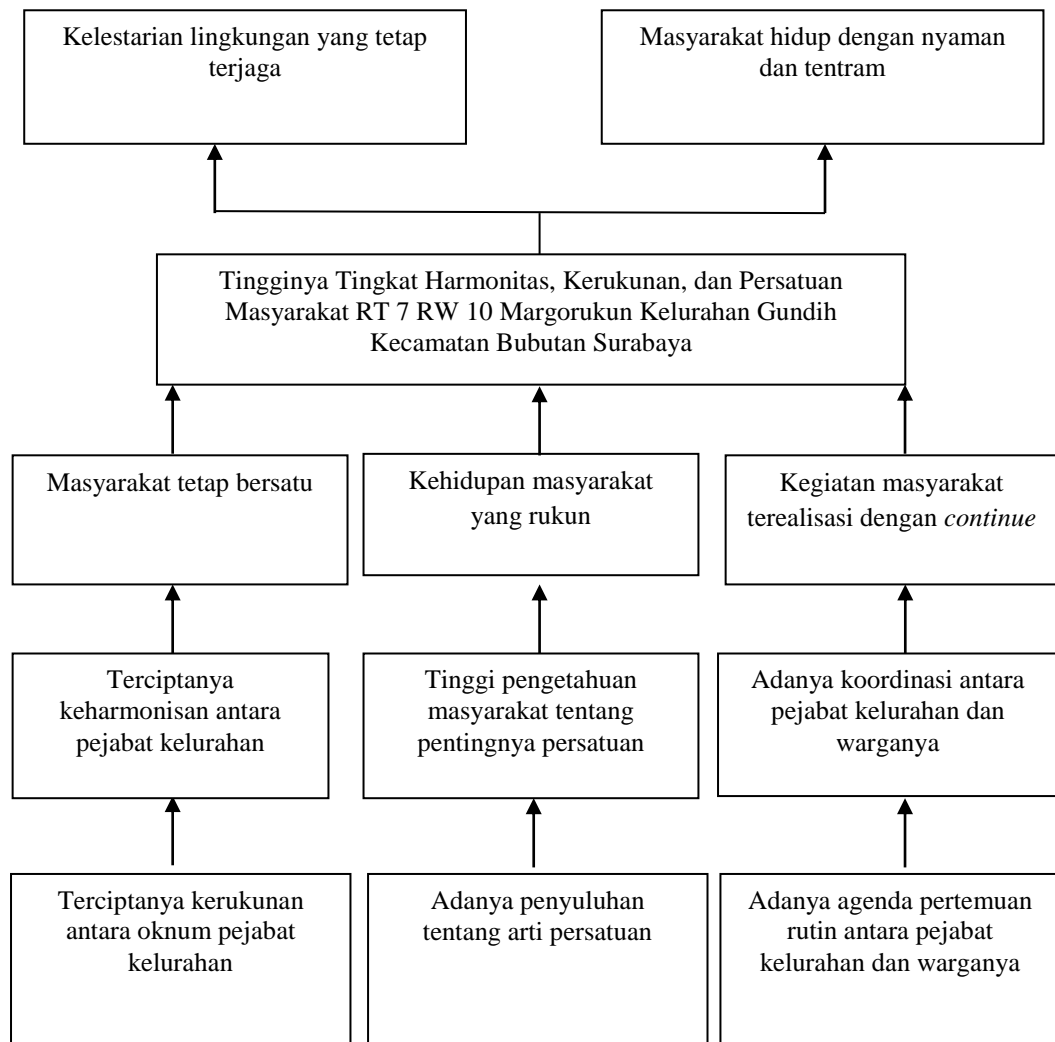 Kelestarian lingkungan yang tetap
terjaga
Masyarakat hidup dengan nyaman
dan tentram
Tingginya Tingkat Harmonitas, Kerukunan, dan Persatuan
Masyarakat RT 7 RW 10 Margorukun Kelurahan Gundih
Kecamatan Bubutan Surabaya
Masyarakat tetap bersatu
Kehidupan masyarakat
yang rukun
Kegiatan masyarakat
terealisasi dengan continue
Terciptanya
keharmonisan antara
pejabat kelurahan
Tinggi pengetahuan
masyarakat tentang
pentingnya persatuan
Adanya koordinasi antara
pejabat kelurahan dan
warganya
Terciptanya kerukunan
antara oknum pejabat
kelurahan
Adanya penyuluhan
tentang arti persatuan
Adanya agenda pertemuan
rutin antara pejabat
kelurahan dan warganya